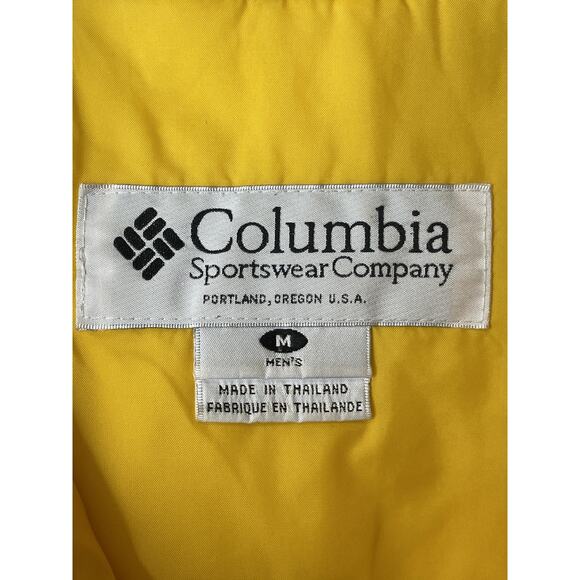 Columbia
Sportswear Company
PORTLAND, OREGON U.S.A.
M
MEN'S
MADE IN THAILAND
FABRIQUE EN THAILANDE